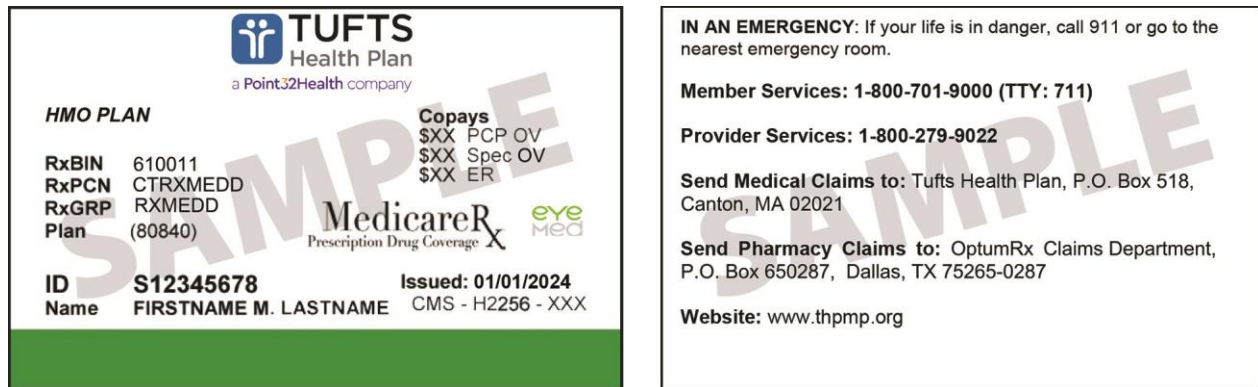 TUFTS
Health Plan
a Point32Health company
HMO PLAN
Copays
$XX PCP OV
$XX Spec OV
$XX ER
RxBIN 610011
RxPCN CTRXMEDD
RxGRP RXMEDD
Plan (80840)
MedicareRx
Prescription Drug Coverage
eye
Med
ID S12345678
Issued: 01/01/2024
Name FIRSTNAME M. LASTNAME
CMS - H2256 - XXX
SAMPLE
IN AN EMERGENCY: If your life is in danger, call 911 or go to the
nearest emergency room.
Member Services: 1-800-701-9000 (TTY: 711)
Provider Services: 1-800-279-9022
Send Medical Claims to: Tufts Health Plan, P.O. Box 518,
Canton, MA 02021
Send Pharmacy Claims to: OptumRx Claims Department,
P.O. Box 650287, Dallas, TX 75265-0287
Website: www.thpmp.org
SAMPLE